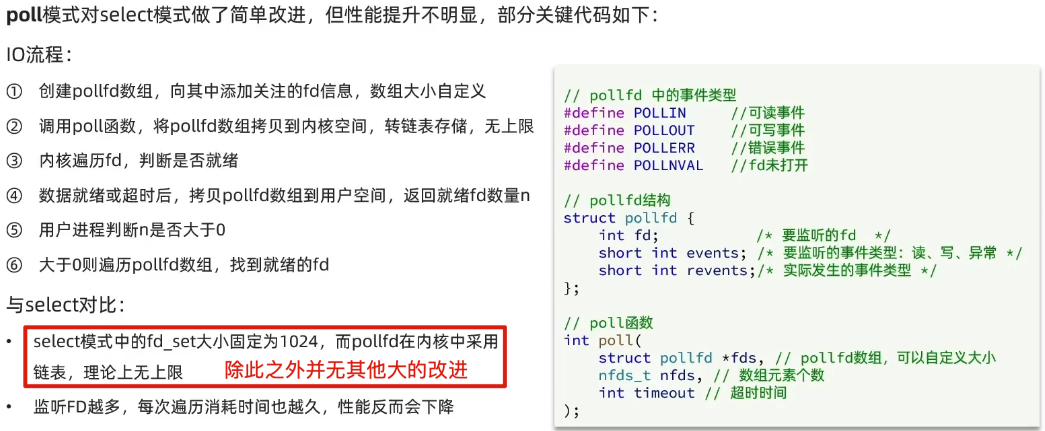 poll模式对select模式做了简单改进，但性能提升不明显，部分关键代码如下：
IO流程：
① 创建pollfd数组，向其中添加关注的fd信息，数组大小自定义
② 调用poll函数，将pollfd数组拷贝到内核空间，转链表存储，无上限
③ 内核遍历fd，判断是否就绪
④ 数据就绪或超时后，拷贝pollfd数组到用户空间，返回就绪fd数量n
⑤ 用户进程判断n是否大于0
⑥ 大于0则遍历pollfd数组，找到就绪的fd
与select对比：
• select模式中的fd_set大小固定为1024，而pollfd在内核中采用
链表，理论上无上限 除此之外并无其他大的改进
• 监听FD越多，每次遍历消耗时间也越久，性能反而会下降
// pollfd 中的事件类型
#define POLLIN //可读事件
#define POLLOUT //可写事件
#define POLLERR //错误事件
#define POLLNVAL //fd未打开
// pollfd结构
struct pollfd {
int fd; /* 要监听的fd */
short int events; /* 要监听的事件类型：读、写、异常 */
short int revents;/* 实际发生的事件类型 */
};
// poll函数
int poll(
struct pollfd *fds, // pollfd数组，可以自定义大小
nfds_t nfds, // 数组元素个数
int timeout // 超时时间
);